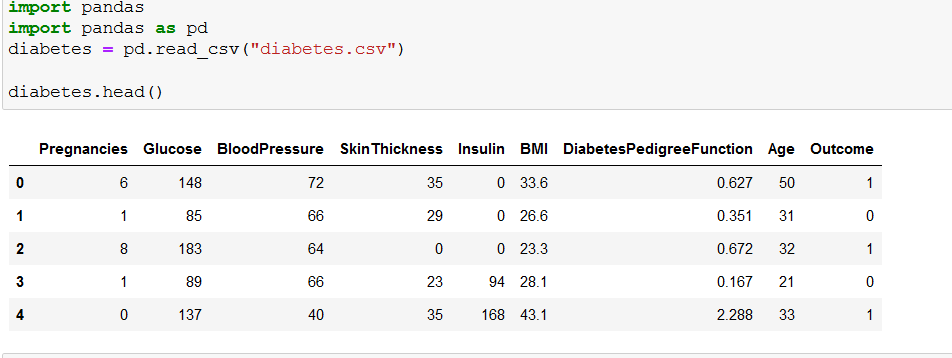 import pandas
import pandas as pd
diabetes = pd.read_csv("diabetes.csv")
diabetes.head()
Pregnancies Glucose BloodPressure SkinThickness Insulin BMI DiabetesPedigreeFunction Age Outcome
0 6 148 72 35 0 33.6 0.627 50 1
1 1 85 66 29 0 26.6 0.351 31 0
2 8 183 64 0 0 23.3 0.672 32 1
3 1 89 66 23 94 28.1 0.167 21 0
4 0 137 40 35 168 43.1 2.288 33 1